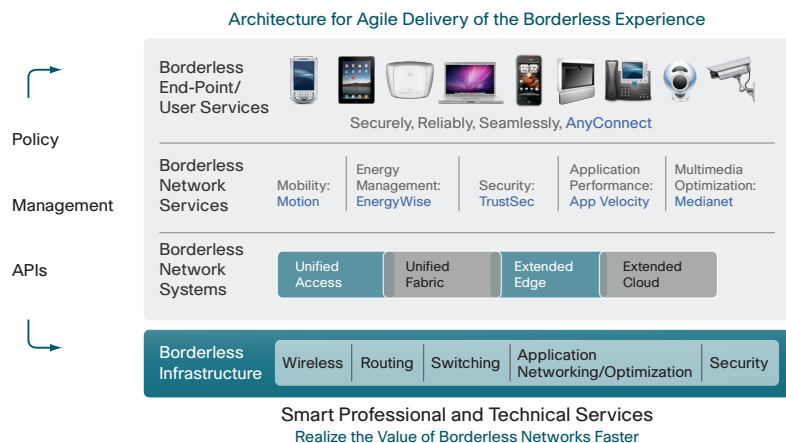 Architecture for Agile Delivery of the Borderless Experience
Policy
Management
APIs
Borderless
End-Point/
User Services
Securely, Reliably, Seamlessly, AnyConnect
Borderless
Network
Services
Mobility:
Motion
Energy
Management:
EnergyWise
Security:
TrustSec
Application
Performance:
App Velocity
Multimedia
Optimization:
Medianet
Borderless
Network
Systems
Unified
Access
Unified
Fabric
Extended
Edge
Extended
Cloud
Borderless
Infrastructure
Wireless
Routing
Switching
Application
Networking/Optimization
Security
Smart Professional and Technical Services
Realize the Value of Borderless Networks Faster